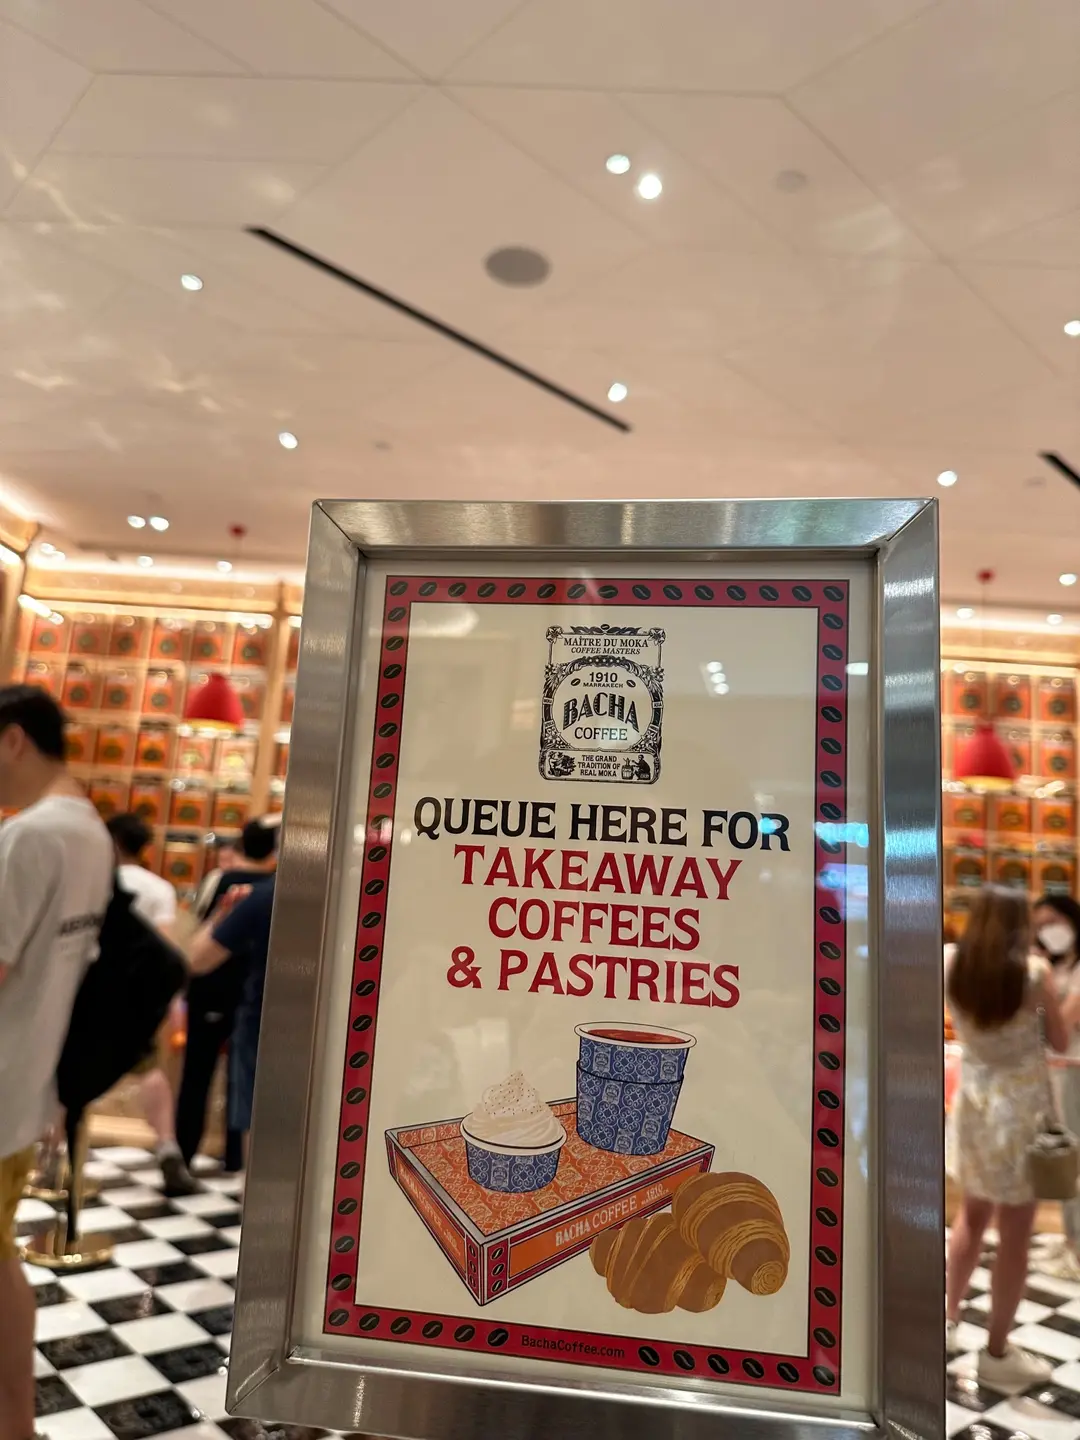 MAÎTRE DU MOKA
COFFEE MASTERS
1910
MARRAKECH
BACHA
COFFEE
THE GRAND
TRADITION OF
REAL MOKA
QUEUE HERE FOR
TAKEAWAY
COFFEES
& PASTRIES
BACHA COFFEE 1910
BachaCoffee.com